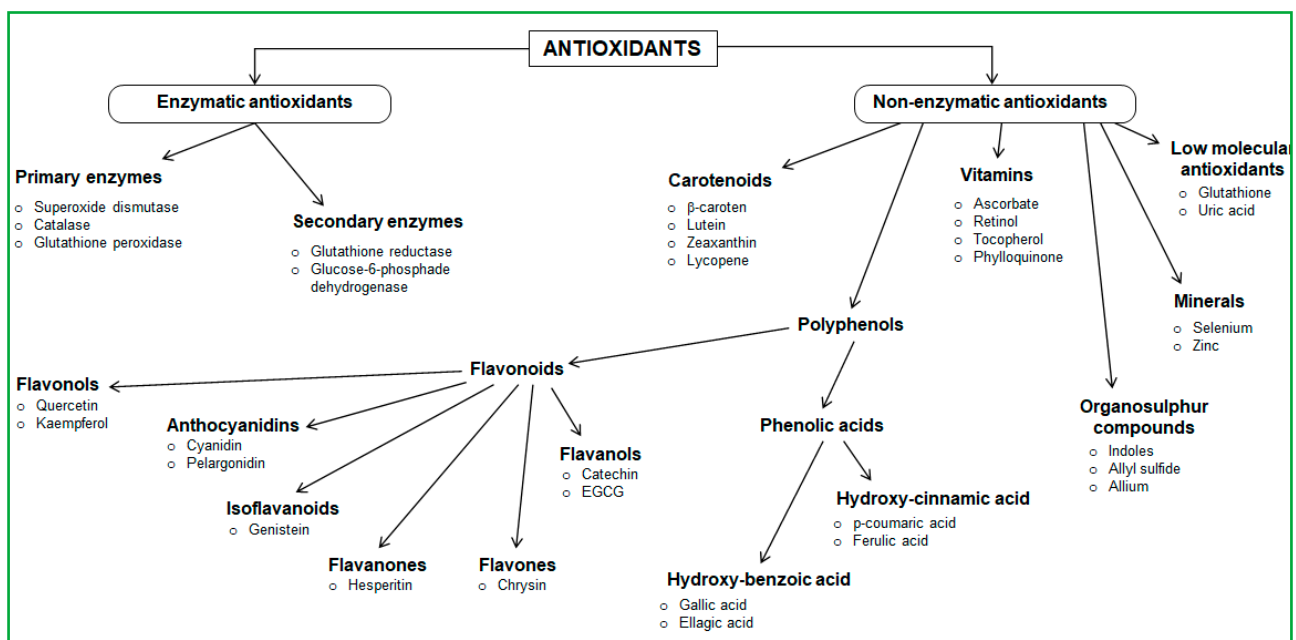 ANTIOXIDANTS
Enzymatic antioxidants
Non-enzymatic antioxidants
Primary enzymes
o Superoxide dismutase
o Catalase
o Glutathione peroxidase
Secondary enzymes
o Glutathione reductase
o Glucose-6-phosphade
dehydrogenase
Carotenoids
o β-caroten
o Lutein
o Zeaxanthin
o Lycopene
Vitamins
o Ascorbate
o Retinol
o Tocopherol
o Phylloquinone
Low molecular
antioxidants
o Glutathione
o Uric acid
Minerals
o Selenium
o Zinc
Organosulphur
compounds
o Indoles
o Allyl sulfide
o Allium
Polyphenols
Flavonoids
Flavonols
o Quercetin
o Kaempferol
Anthocyanidins
o Cyanidin
o Pelargonidin
Isoflavanoids
o Genistein
Flavanones
o Hesperitin
Flavones
o Chrysin
Flavanols
o Catechin
o EGCG
Phenolic acids
Hydroxy-cinnamic acid
o p-coumaric acid
o Ferulic acid
Hydroxy-benzoic acid
o Gallic acid
o Ellagic acid